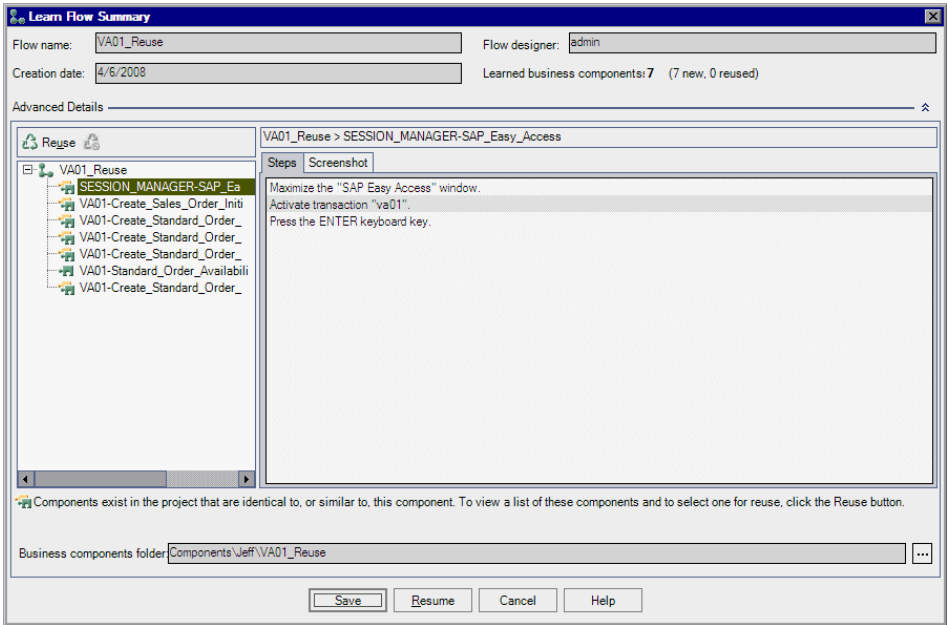 Learn Flow Summary
Flow name: VA01_Reuse
Flow designer: admin
Creation date: 4/6/2008
Learned business components: 7 (7 new, 0 reused)
Advanced Details
Reuse
VA01_Reuse > SESSION_MANAGER-SAP_Easy_Access
VA01_Reuse
SESSION_MANAGER-SAP_Ea
VA01-Create_Sales_Order_Initi
VA01-Create_Standard_Order_
VA01-Create_Standard_Order_
VA01-Create_Standard_Order_
VA01-Standard_Order_Availabili
VA01-Create_Standard_Order_
Steps Screenshot
Maximize the "SAP Easy Access" window.
Activate transaction "va01".
Press the ENTER keyboard key.
Components exist in the project that are identical to, or similar to, this component. To view a list of these components and to select one for reuse, click the Reuse button.
Business components folder: Components\Jeff\VA01_Reuse
...
Save Resume Cancel Help